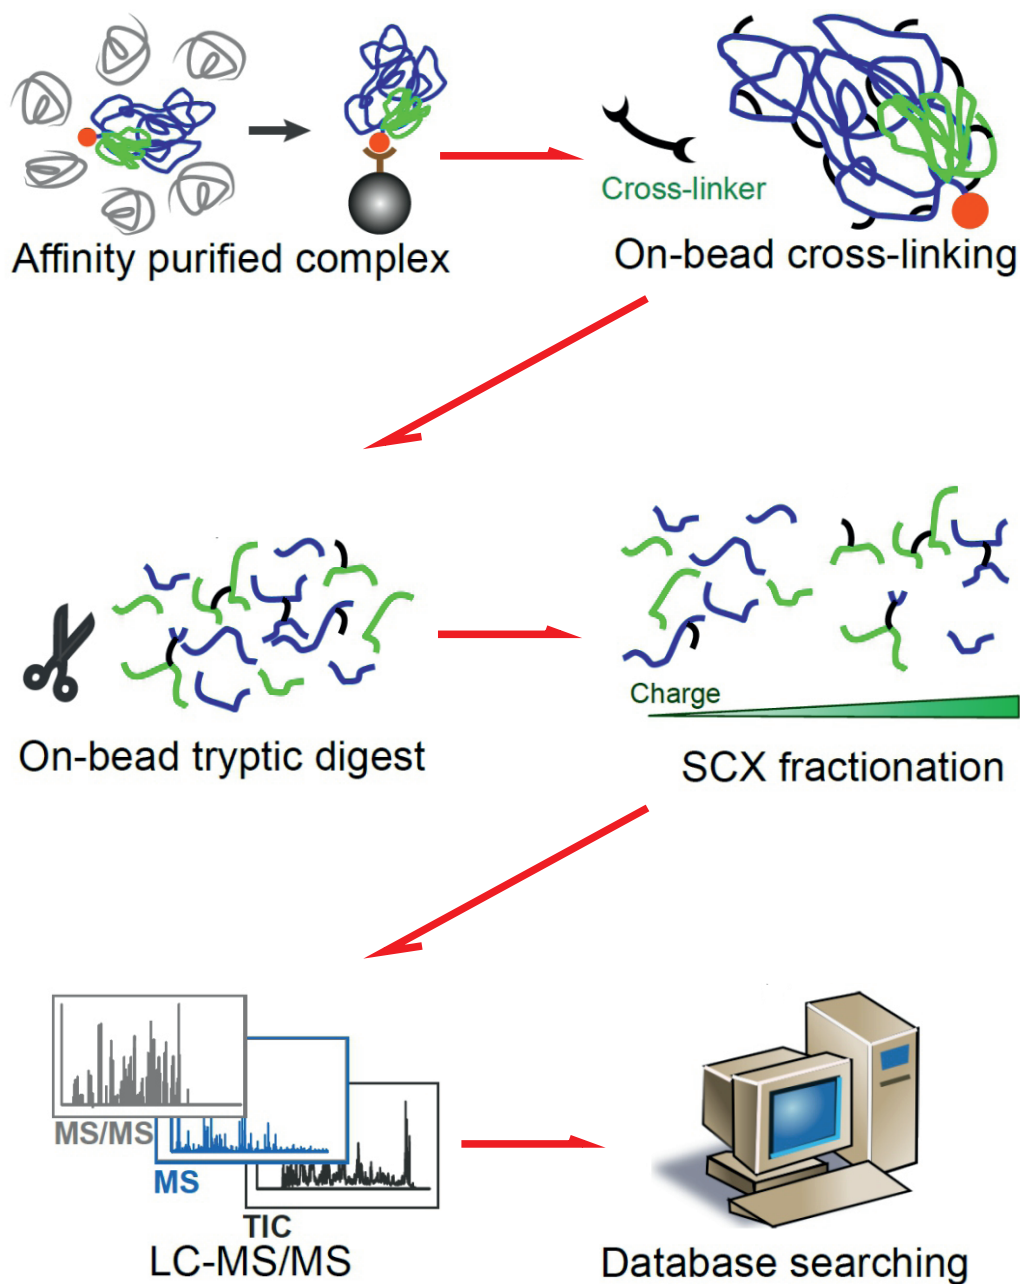 Cross-linker
Affinity purified complex
On-bead cross-linking
Charge
On-bead tryptic digest
SCX fractionation
MS/MS
MS
TIC
LC-MS/MS
Database searching